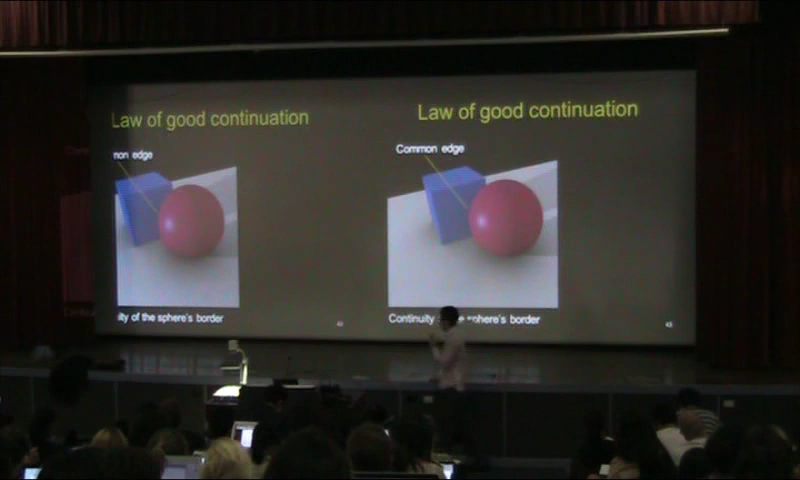 Law of good continuation
non edge
ity of the sphere's border
Law of good continuation
Common edge
Continuity sphere's border